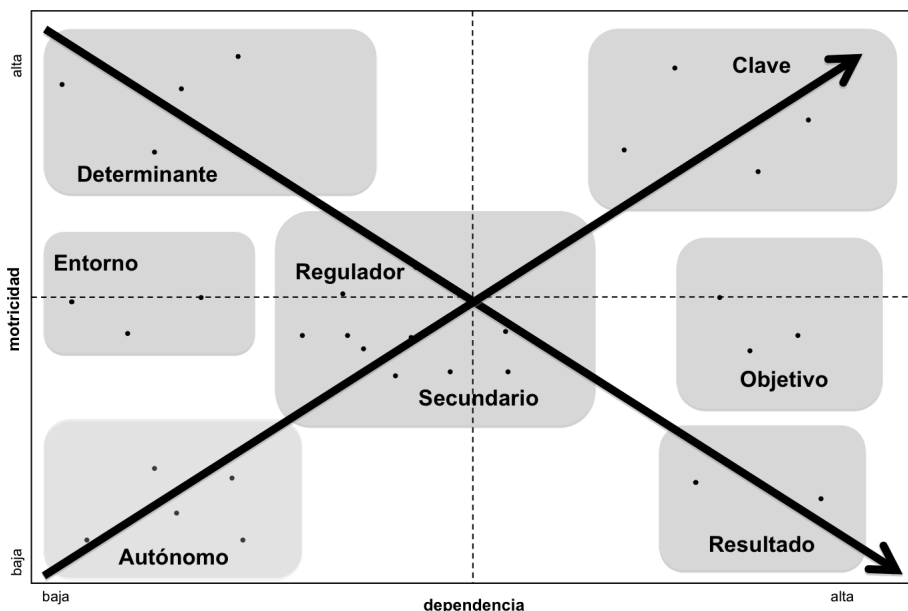 alta
Clave
Determinante
Entorno
Regulador
motricidad
Objetivo
Secundario
Resultado
Autónomo
baja
baja
alta
dependencia